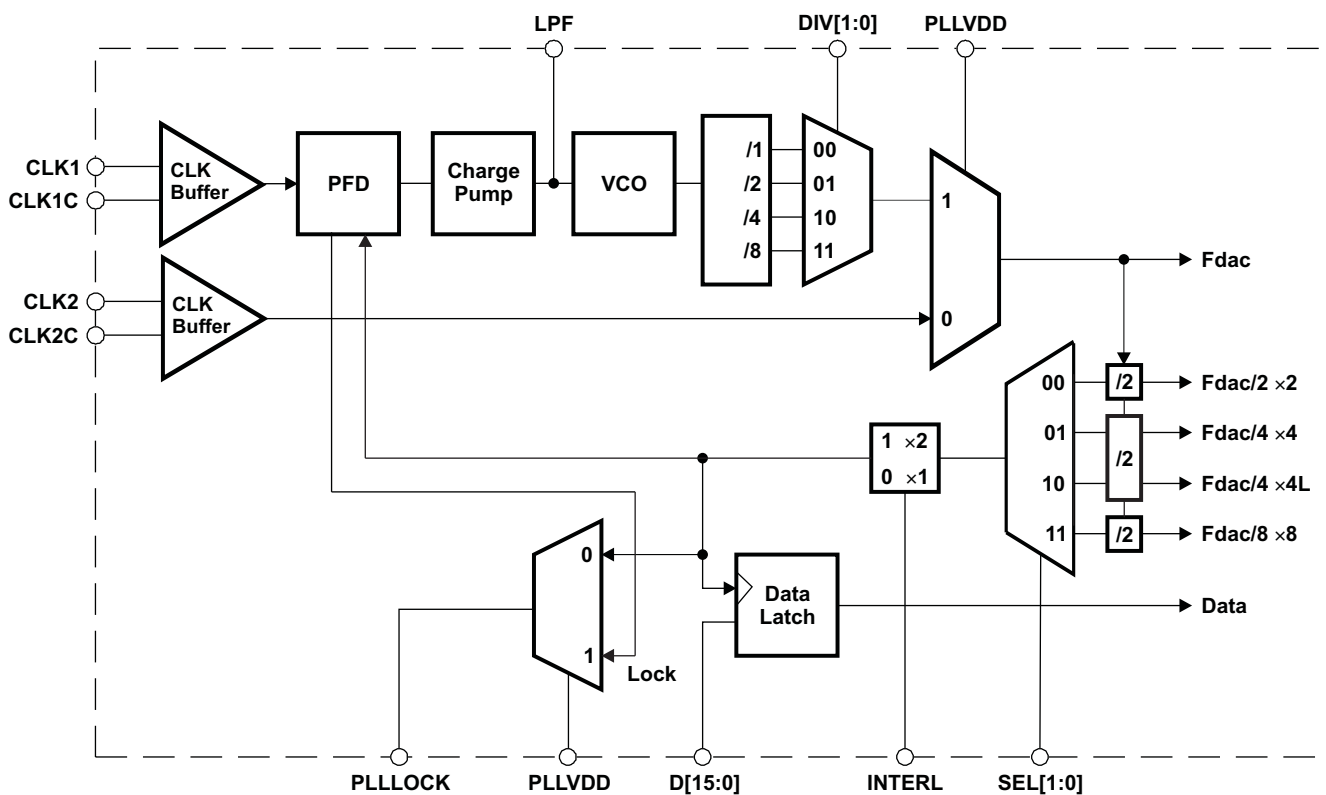 LPF
DIV[1:0]
PLLVDD
CLK1
CLK1C
CLK
Buffer
PFD
Charge
Pump
VCO
/1
/2
/4
/8
00
01
10
11
1
0
Fdac
CLK2
CLK2C
CLK
Buffer
00
01
10
11
/2
/2
/2
Fdac/2 ×2
Fdac/4 ×4
Fdac/4 ×4L
Fdac/8 ×8
1 ×2
0 ×1
0
1
Lock
Data
Latch
Data
PLLLOCK
PLLVDD
D[15:0]
INTERL
SEL[1:0]